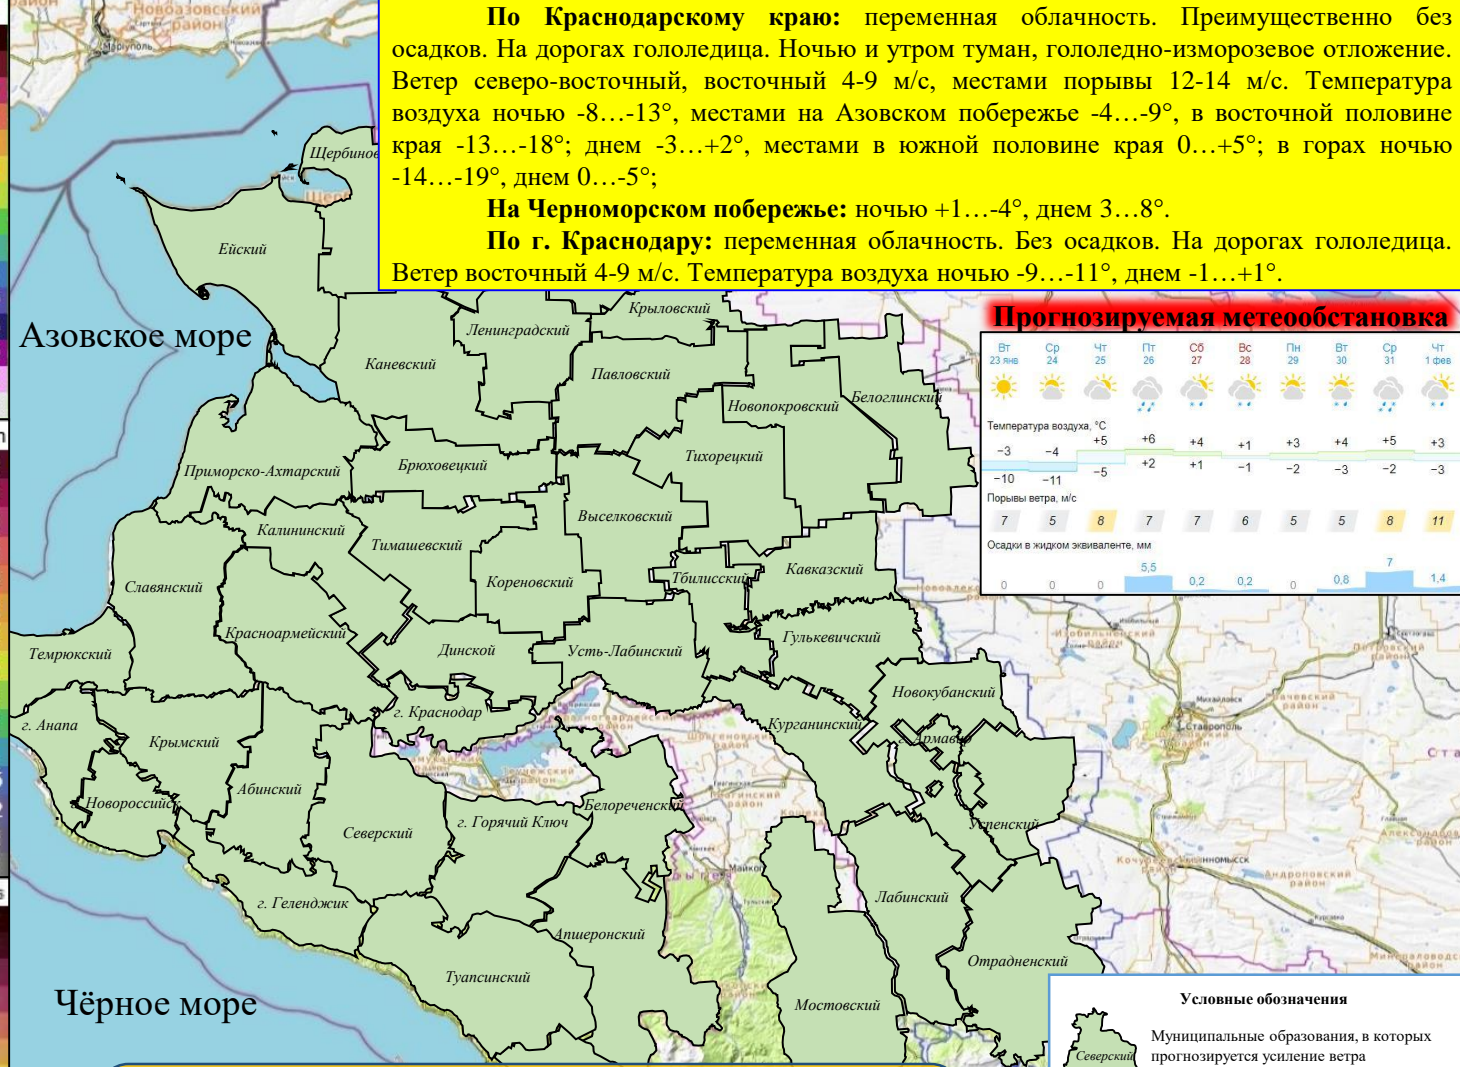 По Краснодарскому краю: переменная облачность. Преимущественно без
осадков. На дорогах гололедица. Ночью и утром туман, гололедно-изморозевое отложение.
Ветер северо-восточный, восточный 4-9 м/с, местами порывы 12-14 м/с. Температура
воздуха ночью -8…-13°, местами на Азовском побережье -4…-9°, в восточной половине
края -13…-18°; днем -3…+2°, местами в южной половине края 0…+5°; в горах ночью
-14…-19°, днем 0…-5°;
На Черноморском побережье: ночью +1…-4°, днем 3…8°.
По г. Краснодару: переменная облачность. Без осадков. На дорогах гололедица.
Ветер восточный 4-9 м/с. Температура воздуха ночью -9…-11°, днем -1…+1°.
Новоазовський
район
Маріуполь
Щербинов
Ейский
Азовское море
Ленинградский
Крыловский
Каневский
Павловский
Новопокровский
Белоглинский
Приморско-Ахтарский
Брюховецкий
Тихорецкий
Калининский
Тимашевский
Выселковский
Славянский
Кореновский
Тбилисский
Кавказский
Красноармейский
Темрюкский
Динской
Усть-Лабинский
Гулькевичский
Новокубанский
г. Анапа
Крымский
г. Краснодар
Курганинский
г. Армавир
Новороссийск
Абинский
Северский
г. Горячий Ключ
Белореченский
Успенский
г. Геленджик
Апшеронский
Лабинский
Туапсинский
Отрадненский
Мостовский
Чёрное море
Прогнозируемая метеообстановка
Вт Ср Чт Пт Сб Вс Пн Вт Ср Чт
23 янв 24 25 26 27 28 29 30 31 1 фев
Температура воздуха, °C
−3 −4 +5 +6 +4 +1 +3 +4 +5 +3
−10 −11 −5 +2 +1 −1 −2 −3 −2 −3
Порывы ветра, м/с
7 5 8 7 7 6 5 5 8 11
Осадки в жидком эквиваленте, мм
0 0 0 5,5 0,2 0,2 0 0,8 7 1,4
Михайловск
Ставрополь
Майкоп
Андроповский
район
Условные обозначения
Северский
Муниципальные образования, в которых
прогнозируется усиление ветра